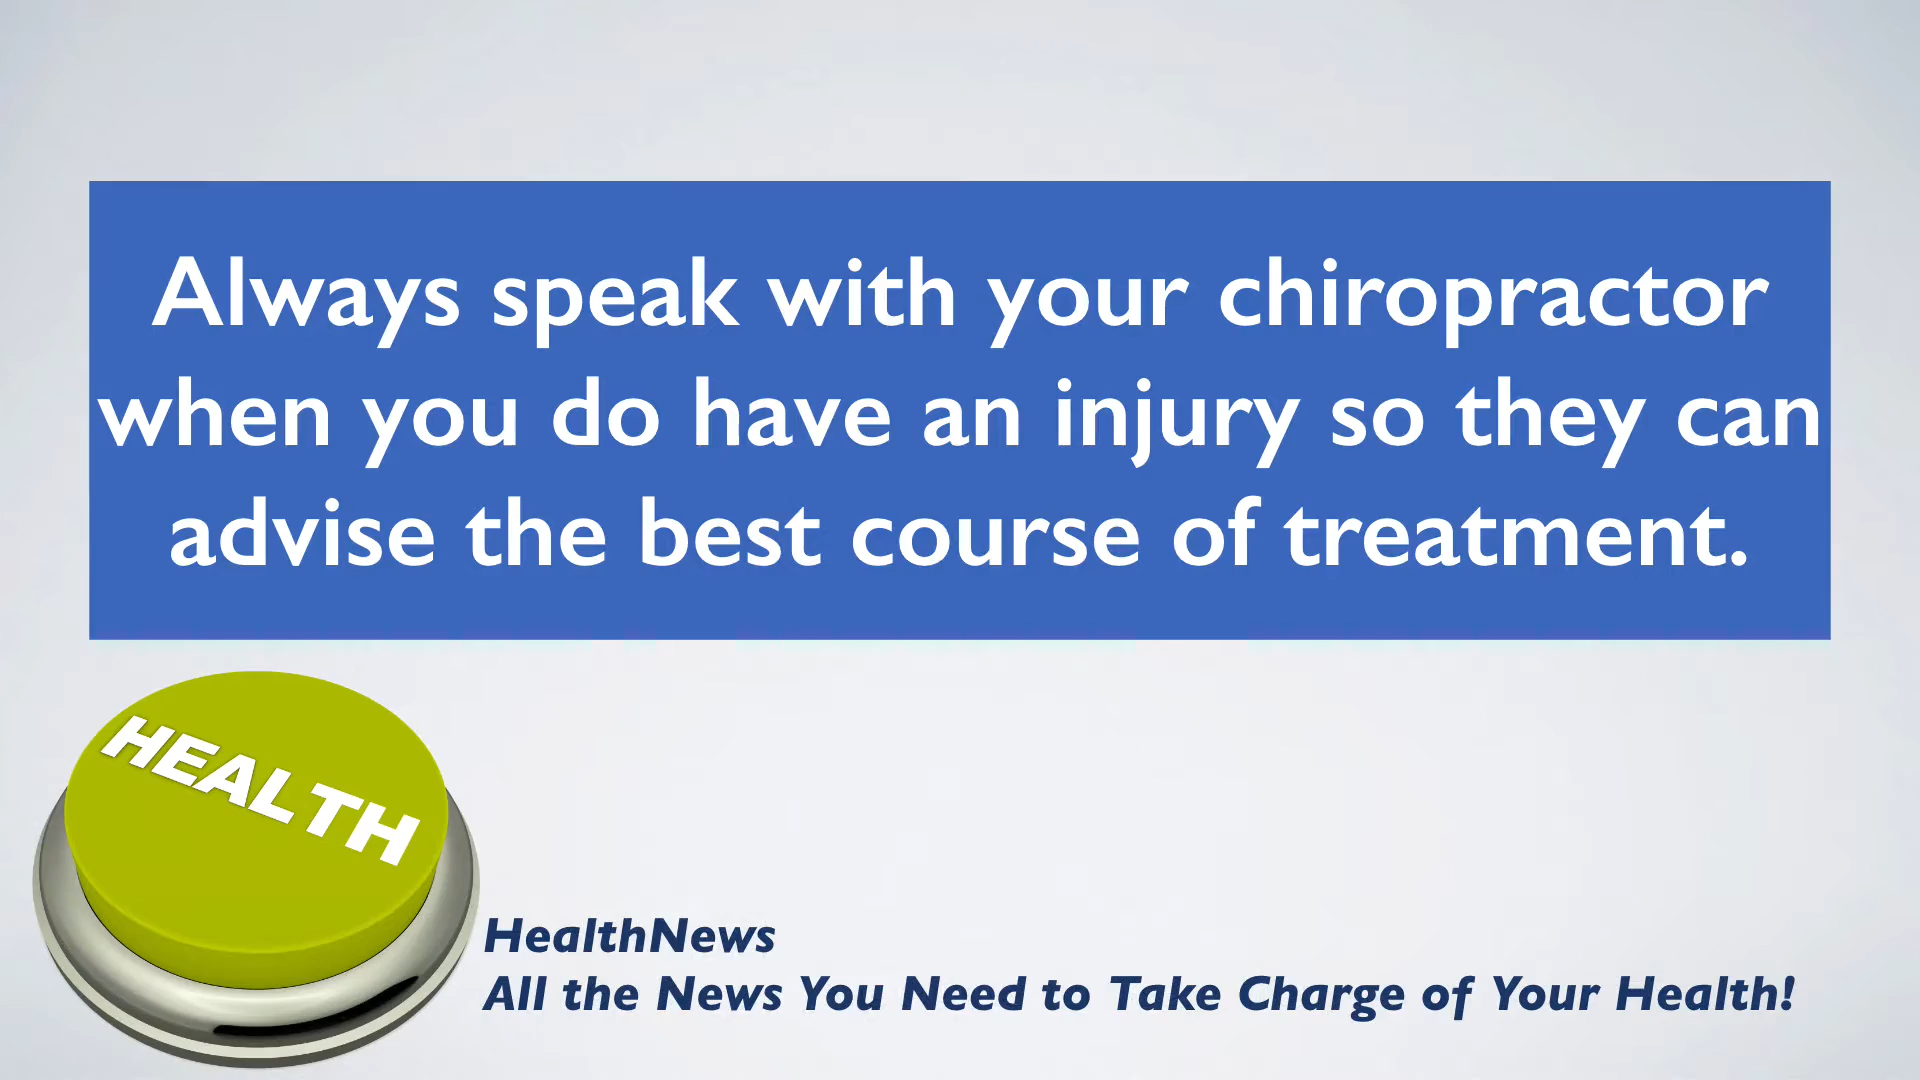 Always speak with your chiropractor
when you do have an injury so they can
advise the best course of treatment.
HEALTH
HealthNews
All the News You Need to Take Charge of Your Health!